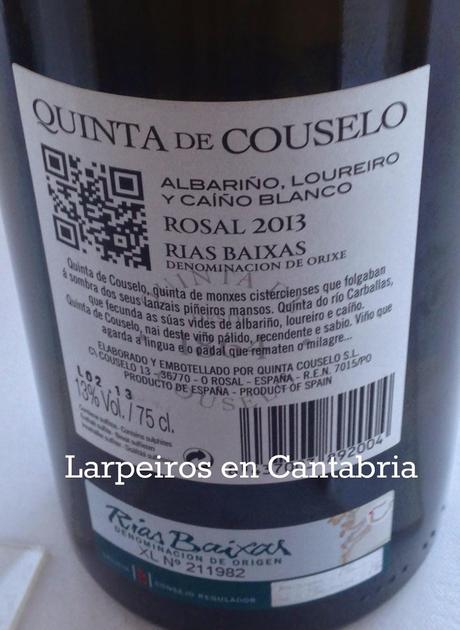 QUINTA DE COUSELO
ALBARIÑO, LOUREIRO
Y CAÍÑO BLANCO
ROSAL 2013
RIAS BAIXAS
DENOMINACION DE ORIXE
Quinta de Couselo, quinta de monxes cistercienses que folgaban
á sombra dos seus lanzais piñeiros mansos. Quinta do río Carballas,
que fecunda as súas vides de albariño, loureiro e caíño.
Quinta de Couselo, nai deste viño pálido, recendente e sabio. Viño que
agarda a lingua e o padal que rematen o milagre...
ELABORADO Y EMBOTELLADO POR QUINTA COUSELO S.L.
C\ COUSELO 13 - 36770 - O ROSAL - ESPAÑA - R.E.N. 7015/PO
PRODUCTO DE ESPAÑA - PRODUCT OF SPAIN
L02.13
13% Vol. / 75 cl.
Contiene sulfitos - Contains sulphites
Larpeiros en Cantabria
Rias Baixas
DENOMINACIÓN DE ORIGEN
XL Nº 211982
CONSEJO REGULADOR